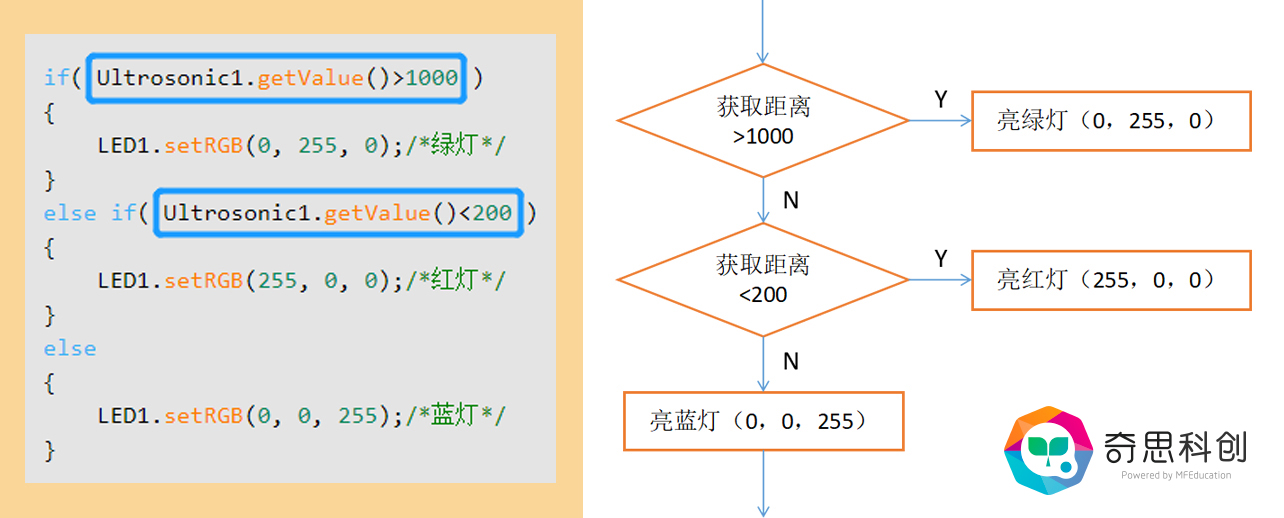 if( Ultrosonic1.getValue()>1000 )
{
LED1.setRGB(0, 255, 0);/*绿灯*/
}
else if( Ultrosonic1.getValue()<200 )
{
LED1.setRGB(255, 0, 0);/*红灯*/
}
else
{
LED1.setRGB(0, 0, 255);/*蓝灯*/
}
获取距离
>1000
Y
亮绿灯（0，255，0）
N
获取距离
<200
Y
亮红灯（255，0，0）
N
亮蓝灯（0，0，255）
奇思科创
Powered by MFEducation